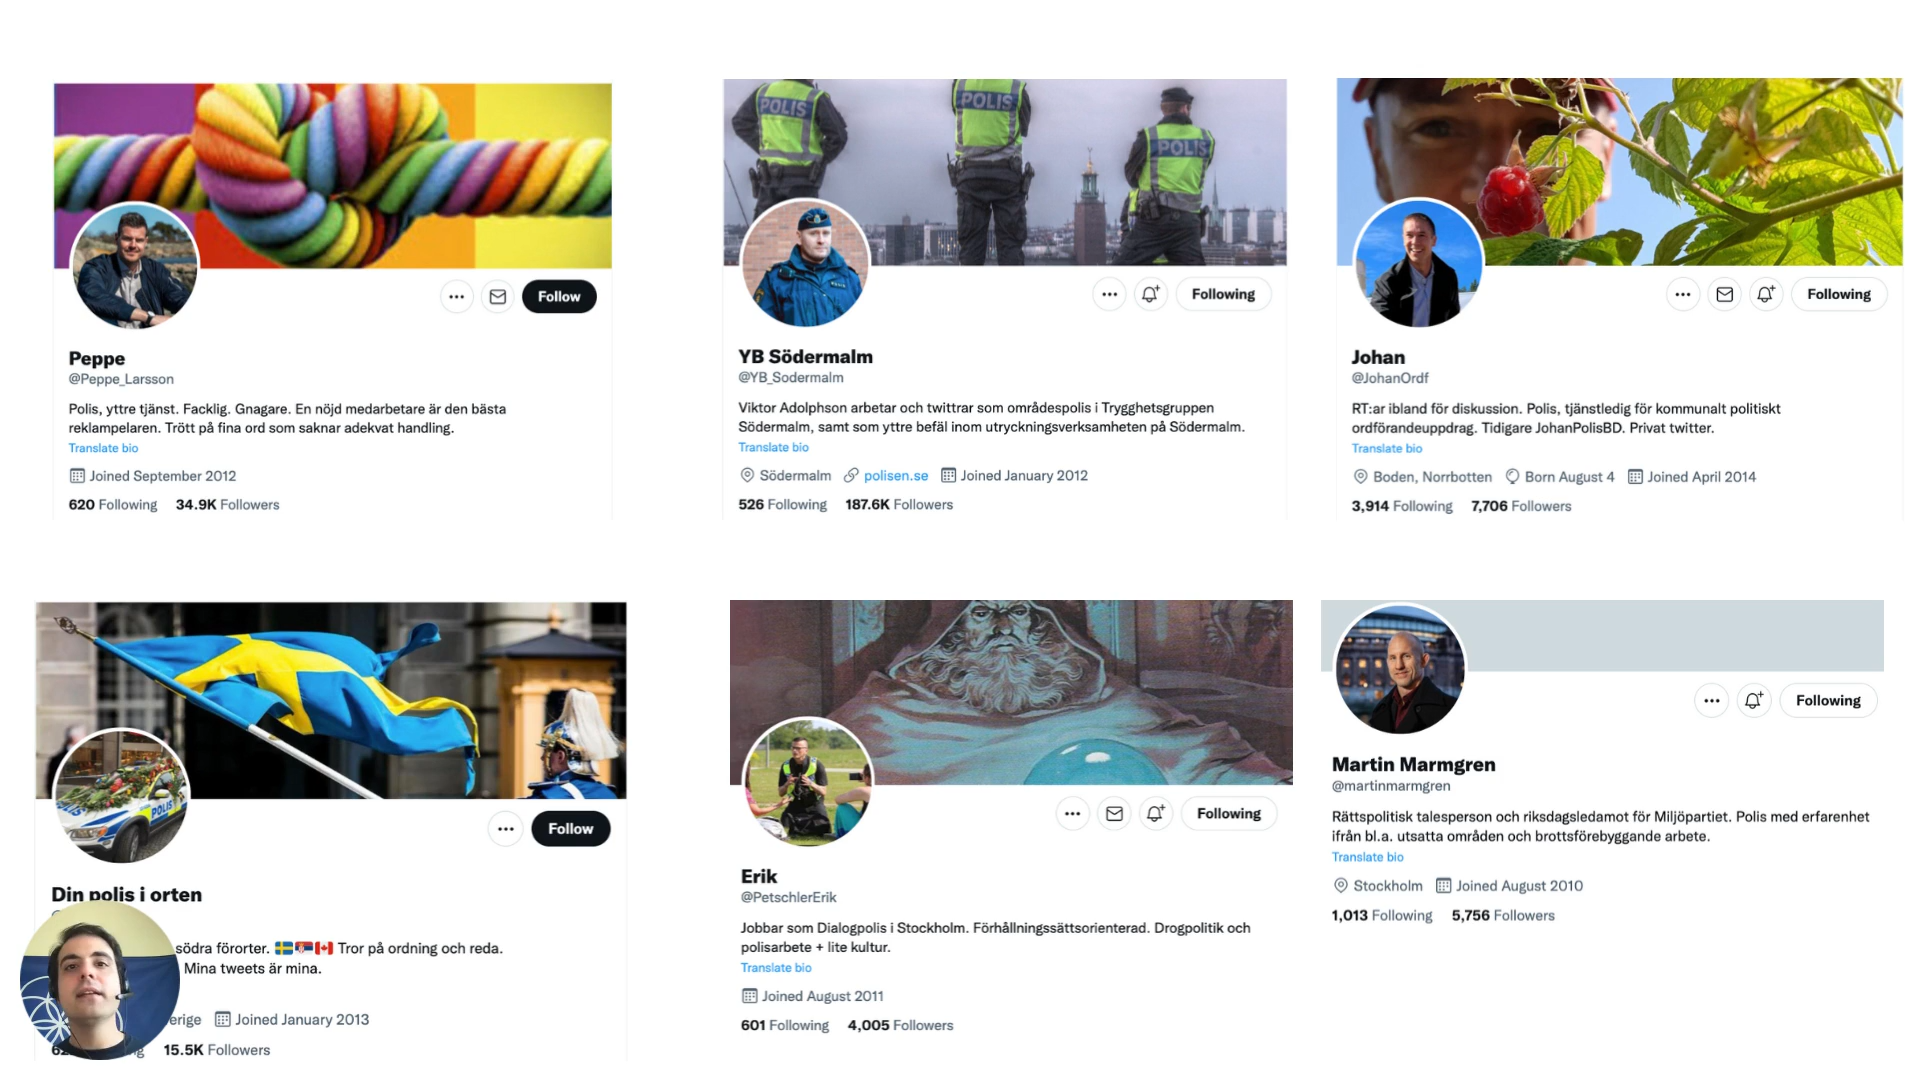 POLIS
POLIS
POLIS
Follow
Peppe
@Peppe_Larsson
Polis, yttre tjänst. Facklig. Gnagare. En nöjd medarbetare är den bästa
reklampelaren. Trött på fina ord som saknar adekvat handling.
Translate bio
Joined September 2012
620 Following 34.9K Followers
Following
YB Södermalm
@YB_Sodermalm
Viktor Adolphson arbetar och twittrar som områdespolis i Trygghetsgruppen
Södermalm, samt som yttre befäl inom utryckningsverksamheten på Södermalm.
Translate bio
Södermalm polisen.se Joined January 2012
526 Following 187.6K Followers
Following
Johan
@JohanOrdf
RT:ar ibland för diskussion. Polis, tjänstledig för kommunalt politiskt
ordförandeuppdrag. Tidigare JohanPolisBD. Privat twitter.
Translate bio
Boden, Norrbotten Born August 4 Joined April 2014
3,914 Following 7,706 Followers
POLIS
Follow
Din polis i orten
södra förorter. 🇸🇪🇷🇸🇨🇦 Tror på ordning och reda.
Mina tweets är mina.
Joined January 2013
15.5K Followers
Following
Erik
@PetschlerErik
Jobbar som Dialogpolis i Stockholm. Förhållningssättsorienterad. Drogpolitik och
polisarbete + lite kultur.
Translate bio
Joined August 2011
601 Following 4,005 Followers
Following
Martin Marmgren
@martinmarmgren
Rättspolitisk talesperson och riksdagsledamot för Miljöpartiet. Polis med erfarenhet
ifrån bl.a. utsatta områden och brottsförebyggande arbete.
Translate bio
Stockholm Joined August 2010
1,013 Following 5,756 Followers